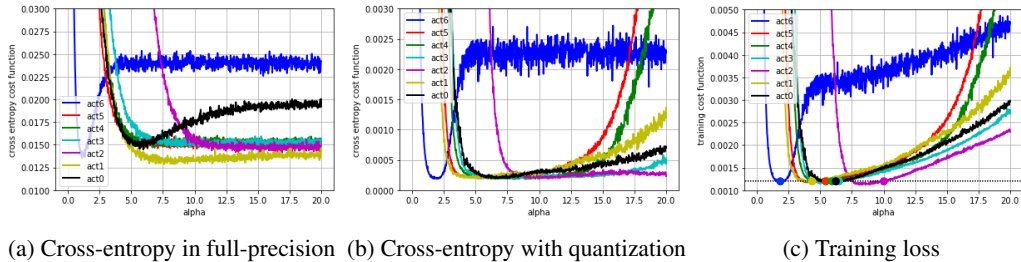 0.0300
0.0275
0.0250
0.0225
0.0200
0.0175
0.0150
0.0125
0.0100
cross entropy cost function
act6
act5
act4
act3
act2
act1
act0
0.0 2.5 5.0 7.5 10.0 12.5 15.0 17.5 20.0
alpha
0.0030
0.0025
0.0020
0.0015
0.0010
0.0005
0.0000
cross entropy cost function
act6
act5
act4
act3
act2
act1
act0
0.0 2.5 5.0 7.5 10.0 12.5 15.0 17.5 20.0
alpha
0.0050
0.0045
0.0040
0.0035
0.0030
0.0025
0.0020
0.0015
0.0010
training cost function
act6
act5
act4
act3
act2
act1
act0
0.0 2.5 5.0 7.5 10.0 12.5 15.0 17.5 20.0
alpha
(a) Cross-entropy in full-precision
(b) Cross-entropy with quantization
(c) Training loss